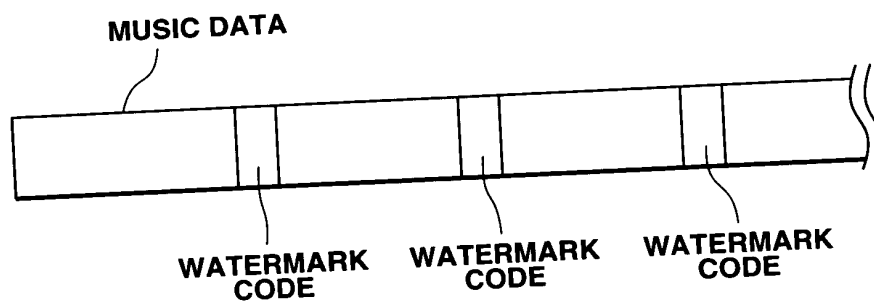 MUSIC DATA
WATERMARK
CODE
WATERMARK
CODE
WATERMARK
CODE